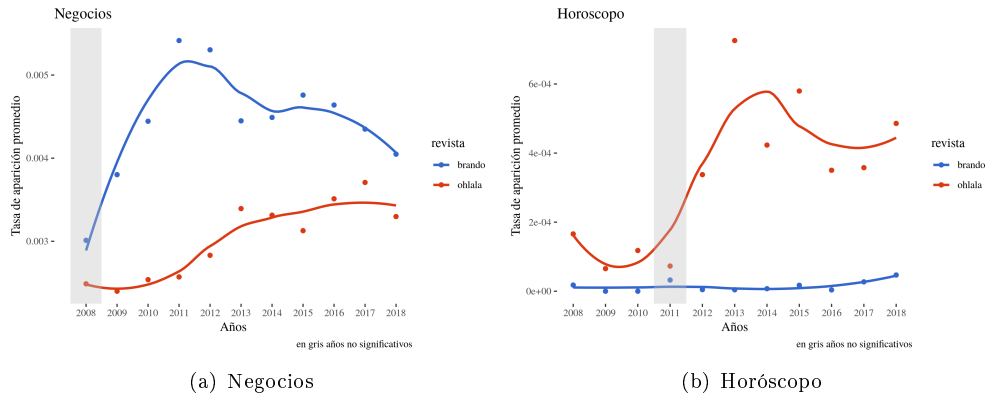 Negocios
Tasa de aparición promedio
0.005
0.004
0.003
2008 2009 2010 2011 2012 2013 2014 2015 2016 2017 2018
Años
en gris años no significativos
revista
brando
ohlala
(a) Negocios
Horoscopo
Tasa de aparición promedio
6e-04
4e-04
2e-04
0e+00
2008 2009 2010 2011 2012 2013 2014 2015 2016 2017 2018
Años
en gris años no significativos
revista
brando
ohlala
(b) Horóscopo